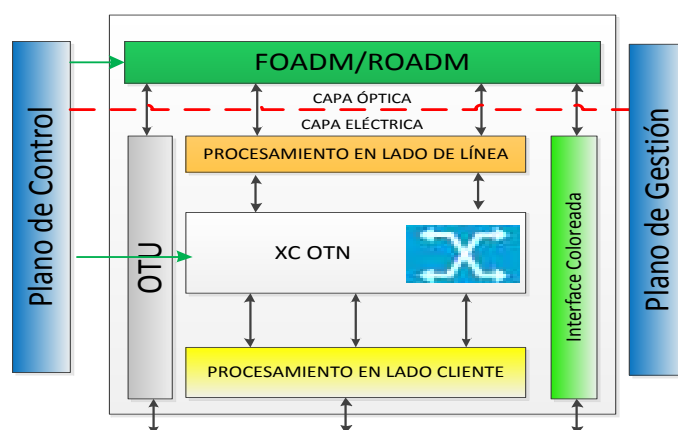 FOADM/ROADM
CAPA ÓPTICA
CAPA ELÉCTRICA
Plano de Control
OTU
PROCESAMIENTO EN LADO DE LÍNEA
XC OTN
PROCESAMIENTO EN LADO CLIENTE
Interface Coloreada
Plano de Gestión